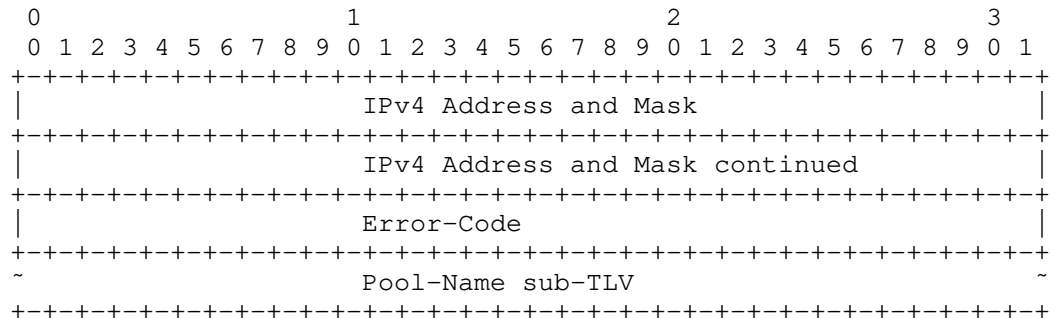 0                   1                   2                   3
 0 1 2 3 4 5 6 7 8 9 0 1 2 3 4 5 6 7 8 9 0 1 2 3 4 5 6 7 8 9 0 1
+-+-+-+-+-+-+-+-+-+-+-+-+-+-+-+-+-+-+-+-+-+-+-+-+-+-+-+-+-+-+-+-+
|                     IPv4 Address and Mask                     |
+-+-+-+-+-+-+-+-+-+-+-+-+-+-+-+-+-+-+-+-+-+-+-+-+-+-+-+-+-+-+-+-+
|                     IPv4 Address and Mask continued           |
+-+-+-+-+-+-+-+-+-+-+-+-+-+-+-+-+-+-+-+-+-+-+-+-+-+-+-+-+-+-+-+-+
|                     Error-Code                                |
+-+-+-+-+-+-+-+-+-+-+-+-+-+-+-+-+-+-+-+-+-+-+-+-+-+-+-+-+-+-+-+-+
~                     Pool-Name sub-TLV                         ~
+-+-+-+-+-+-+-+-+-+-+-+-+-+-+-+-+-+-+-+-+-+-+-+-+-+-+-+-+-+-+-+-+